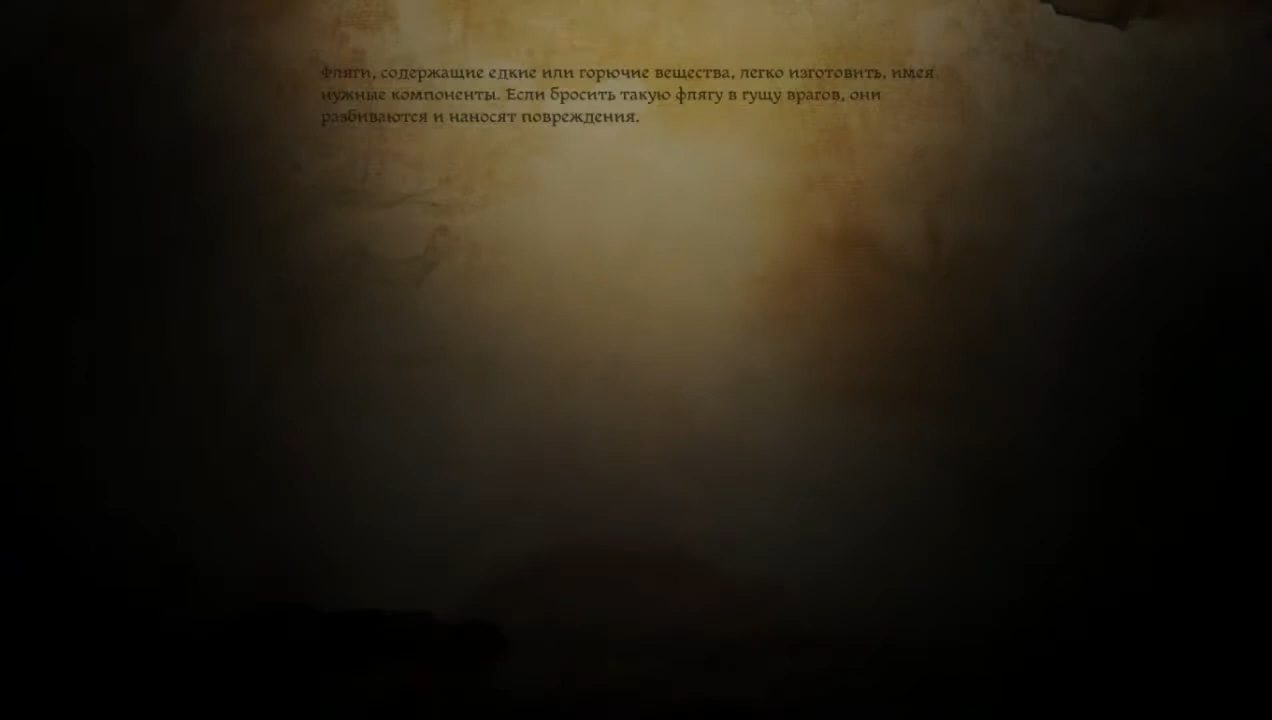 Фляги, содержащие едкие или горючие вещества, легко изготовить, имея
нужные компоненты. Если бросить такую флягу в гущу врагов, они
разбиваются и наносят повреждения.